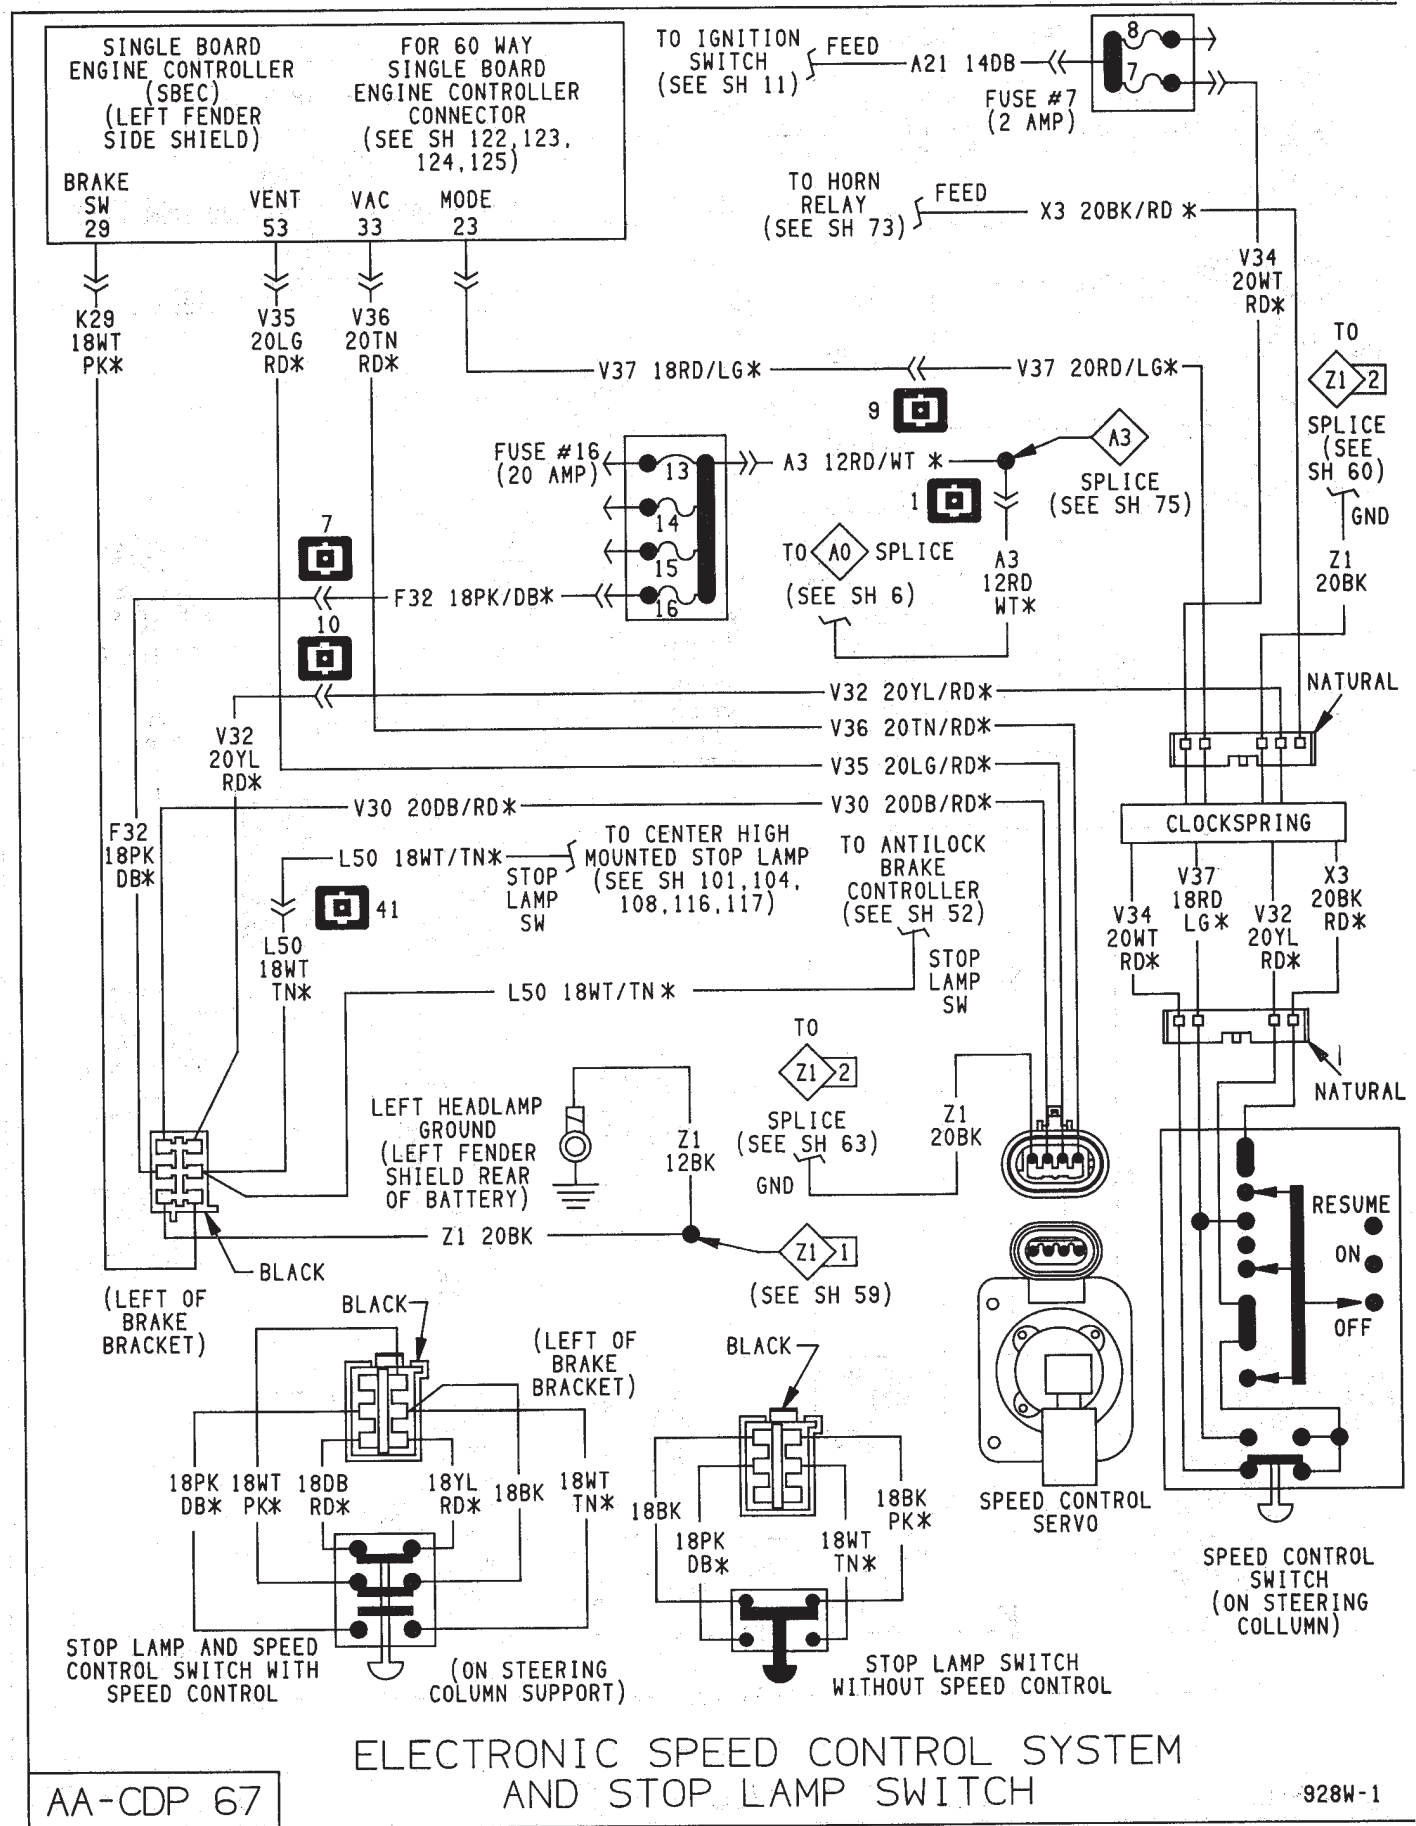 SINGLE BOARD
ENGINE CONTROLLER
(SBEC)
(LEFT FENDER
SIDE SHIELD)
FOR 60 WAY
SINGLE BOARD
ENGINE CONTROLLER
CONNECTOR
(SEE SH 122,123,
124,125)
BRAKE
SW
29
VENT
53
VAC
33
MODE
23
TO IGNITION
SWITCH
(SEE SH 11)
FEED
A21 14DB
8
7
FUSE #7
(2 AMP)
TO HORN
RELAY
(SEE SH 73)
FEED
X3 20BK/RD *
V34
20WT
RD*
K29
18WT
PK*
V35
20LG
RD*
V36
20TN
RD*
V37 18RD/LG*
V37 20RD/LG*
9
TO
Z1 2
SPLICE
(SEE
SH 60)
GND
Z1
20BK
FUSE #16
(20 AMP)
13
14
15
16
A3 12RD/WT *
A3
SPLICE
(SEE SH 75)
1
TO A0 SPLICE
(SEE SH 6)
A3
12RD
WT*
7
F32 18PK/DB*
10
V32 20YL/RD*
V36 20TN/RD*
V35 20LG/RD*
V30 20DB/RD*
V30 20DB/RD*
NATURAL
V32
20YL
RD*
F32
18PK
DB*
L50 18WT/TN*
STOP
LAMP
SW
TO CENTER HIGH
MOUNTED STOP LAMP
(SEE SH 101,104,
108,116,117)
TO ANTILOCK
BRAKE
CONTROLLER
(SEE SH 52)
STOP
LAMP
SW
41
L50
18WT
TN*
L50 18WT/TN *
CLOCKSPRING
V34
20WT
RD*
V37
18RD
LG*
V32
20YL
RD*
X3
20BK
RD*
NATURAL
TO
Z1 2
SPLICE
(SEE SH 63)
GND
Z1
20BK
LEFT HEADLAMP
GROUND
(LEFT FENDER
SHIELD REAR
OF BATTERY)
Z1
12BK
Z1 20BK
Z1 1
(SEE SH 59)
BLACK
(LEFT OF
BRAKE
BRACKET)
RESUME
ON
OFF
BLACK
(LEFT OF
BRAKE
BRACKET)
BLACK
18PK
DB*
18WT
PK*
18DB
RD*
18YL
RD*
18BK
18WT
TN*
18BK
18PK
DB*
18WT
TN*
18BK
PK*
SPEED CONTROL
SERVO
SPEED CONTROL
SWITCH
(ON STEERING
COLLUMN)
STOP LAMP AND SPEED
CONTROL SWITCH WITH
SPEED CONTROL
(ON STEERING
COLUMN SUPPORT)
STOP LAMP SWITCH
WITHOUT SPEED CONTROL
ELECTRONIC SPEED CONTROL SYSTEM
AND STOP LAMP SWITCH
AA-CDP 67
928W-1